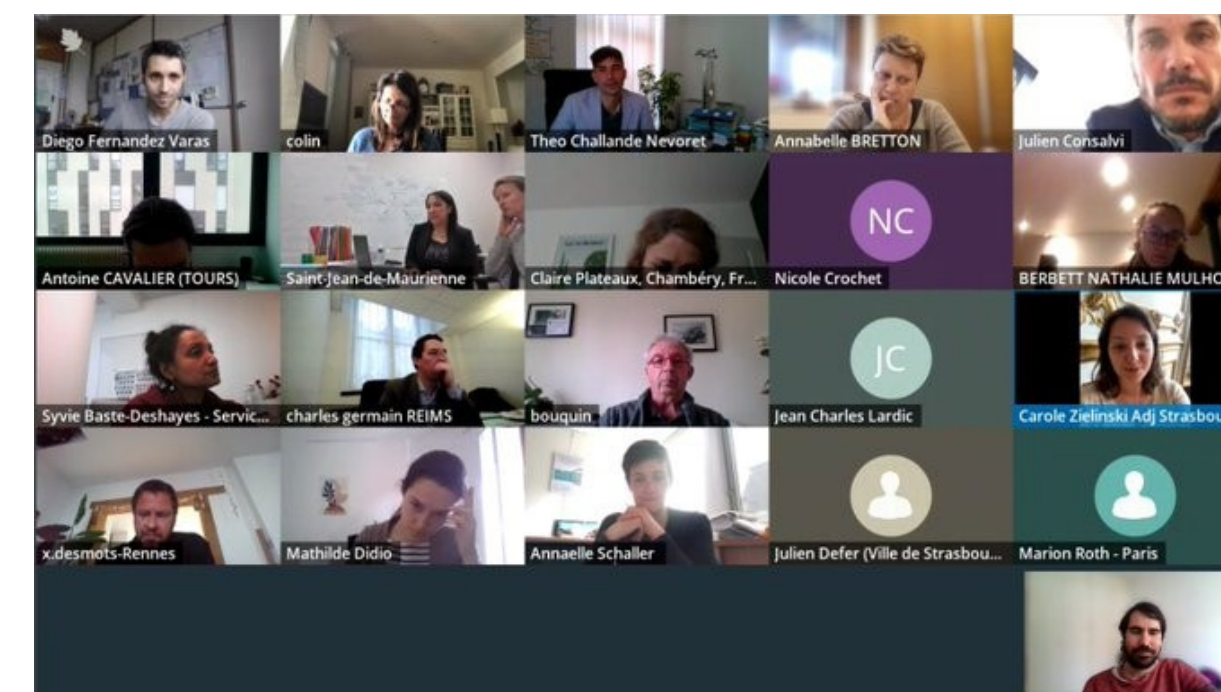 Diego Fernandez Varas
colin
Theo Challande Nevoret
Annabelle BRETTON
Julien Consalvi
Antoine CAVALIER (TOURS)
Saint-Jean-de-Maurienne
Claire Plateaux, Chambéry, Fr...
NC
Nicole Crochet
BERBETT NATHALIE MULHO
Syvie Baste-Deshayes - Servic...
charles germain REIMS
bouquin
JC
Jean Charles Lardic
Carole Zielinski Adj Strasbou
x.desmots-Rennes
Mathilde Didio
Annaelle Schaller
Julien Defer (Ville de Strasbou...
Marion Roth - Paris